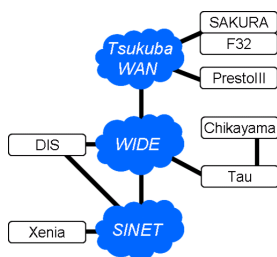 SAKURA
Tsukuba
F32
WAN
PrestoIII
Chikayama
DIS
WIDE
Tau
Xenia
SINET